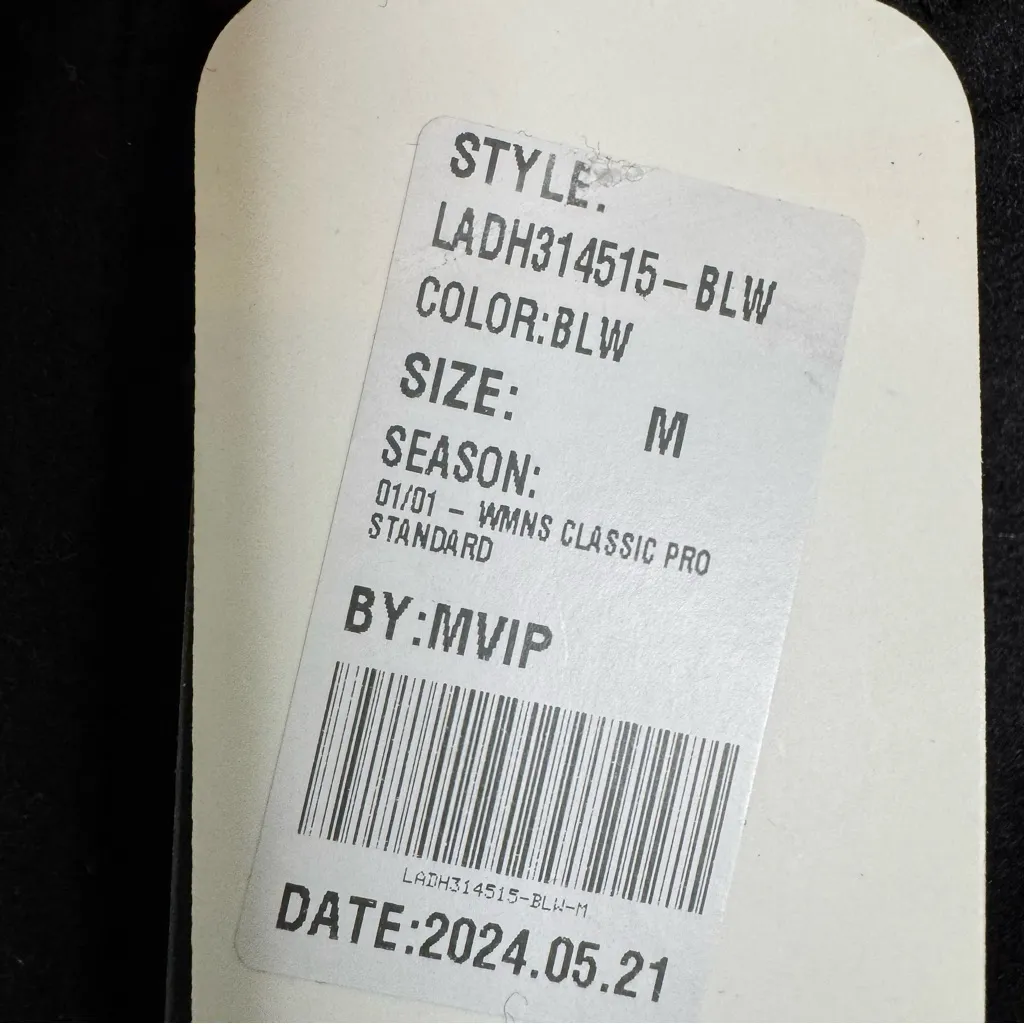 STYLE:
LADH314515-BLW
COLOR:BLW
SIZE: M
SEASON:
01/01 - WMNS CLASSIC PRO
STANDARD
BY:MVIP
LADH314515-BLW-M
DATE:2024.05.21